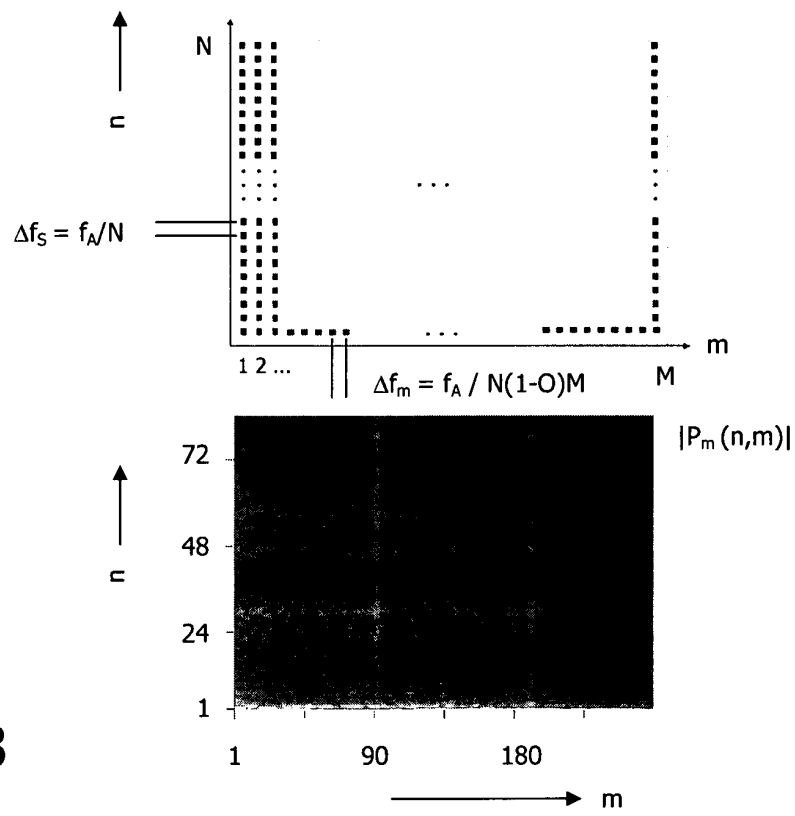 N
n
Δf_S = f_A/N
...
...
m
1 2 ...
Δf_m = f_A / N(1-O)M
M
|P_m (n,m)|
72
48
n
24
1
1 90 180
m